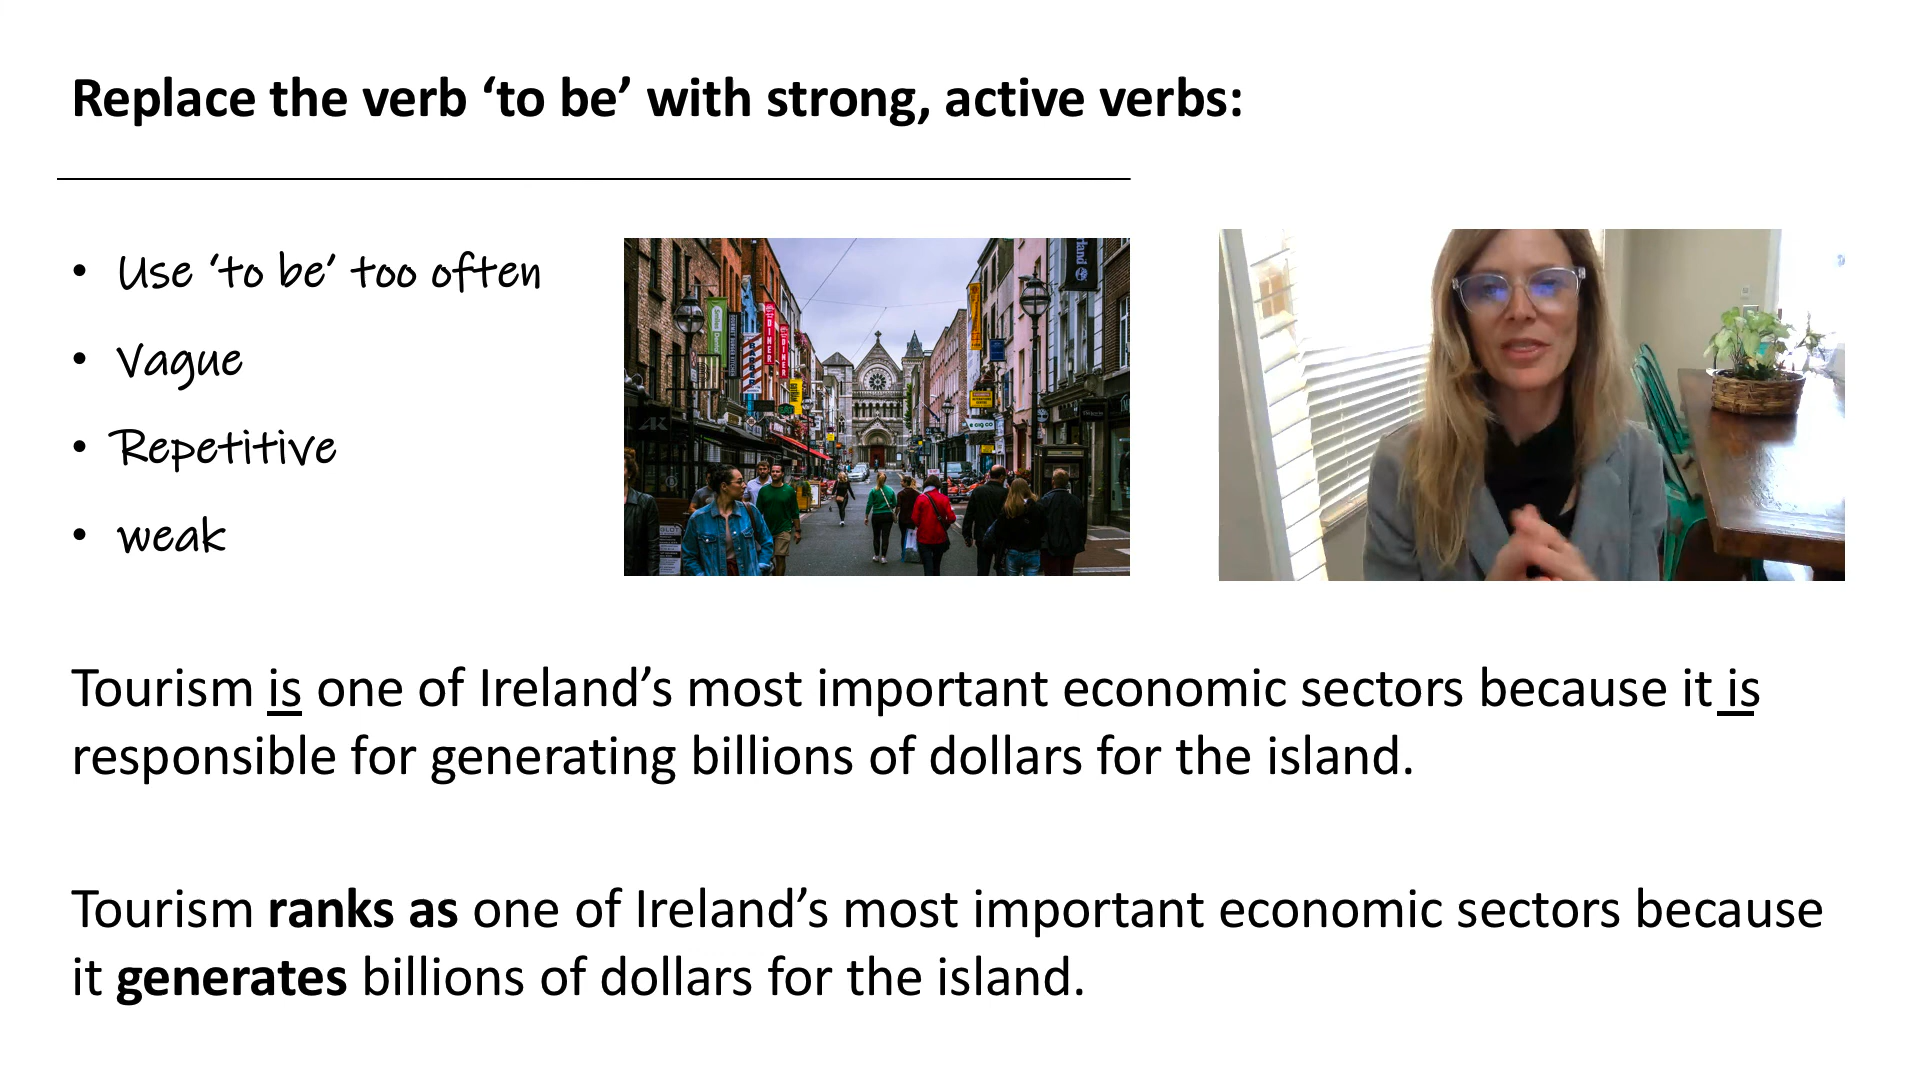 Replace the verb ‘to be’ with strong, active verbs:
• Use ‘to be’ too often
• Vague
• Repetitive
• weak
DINER
DINER
Tourism is one of Ireland’s most important economic sectors because it is
responsible for generating billions of dollars for the island.
Tourism ranks as one of Ireland’s most important economic sectors because
it generates billions of dollars for the island.